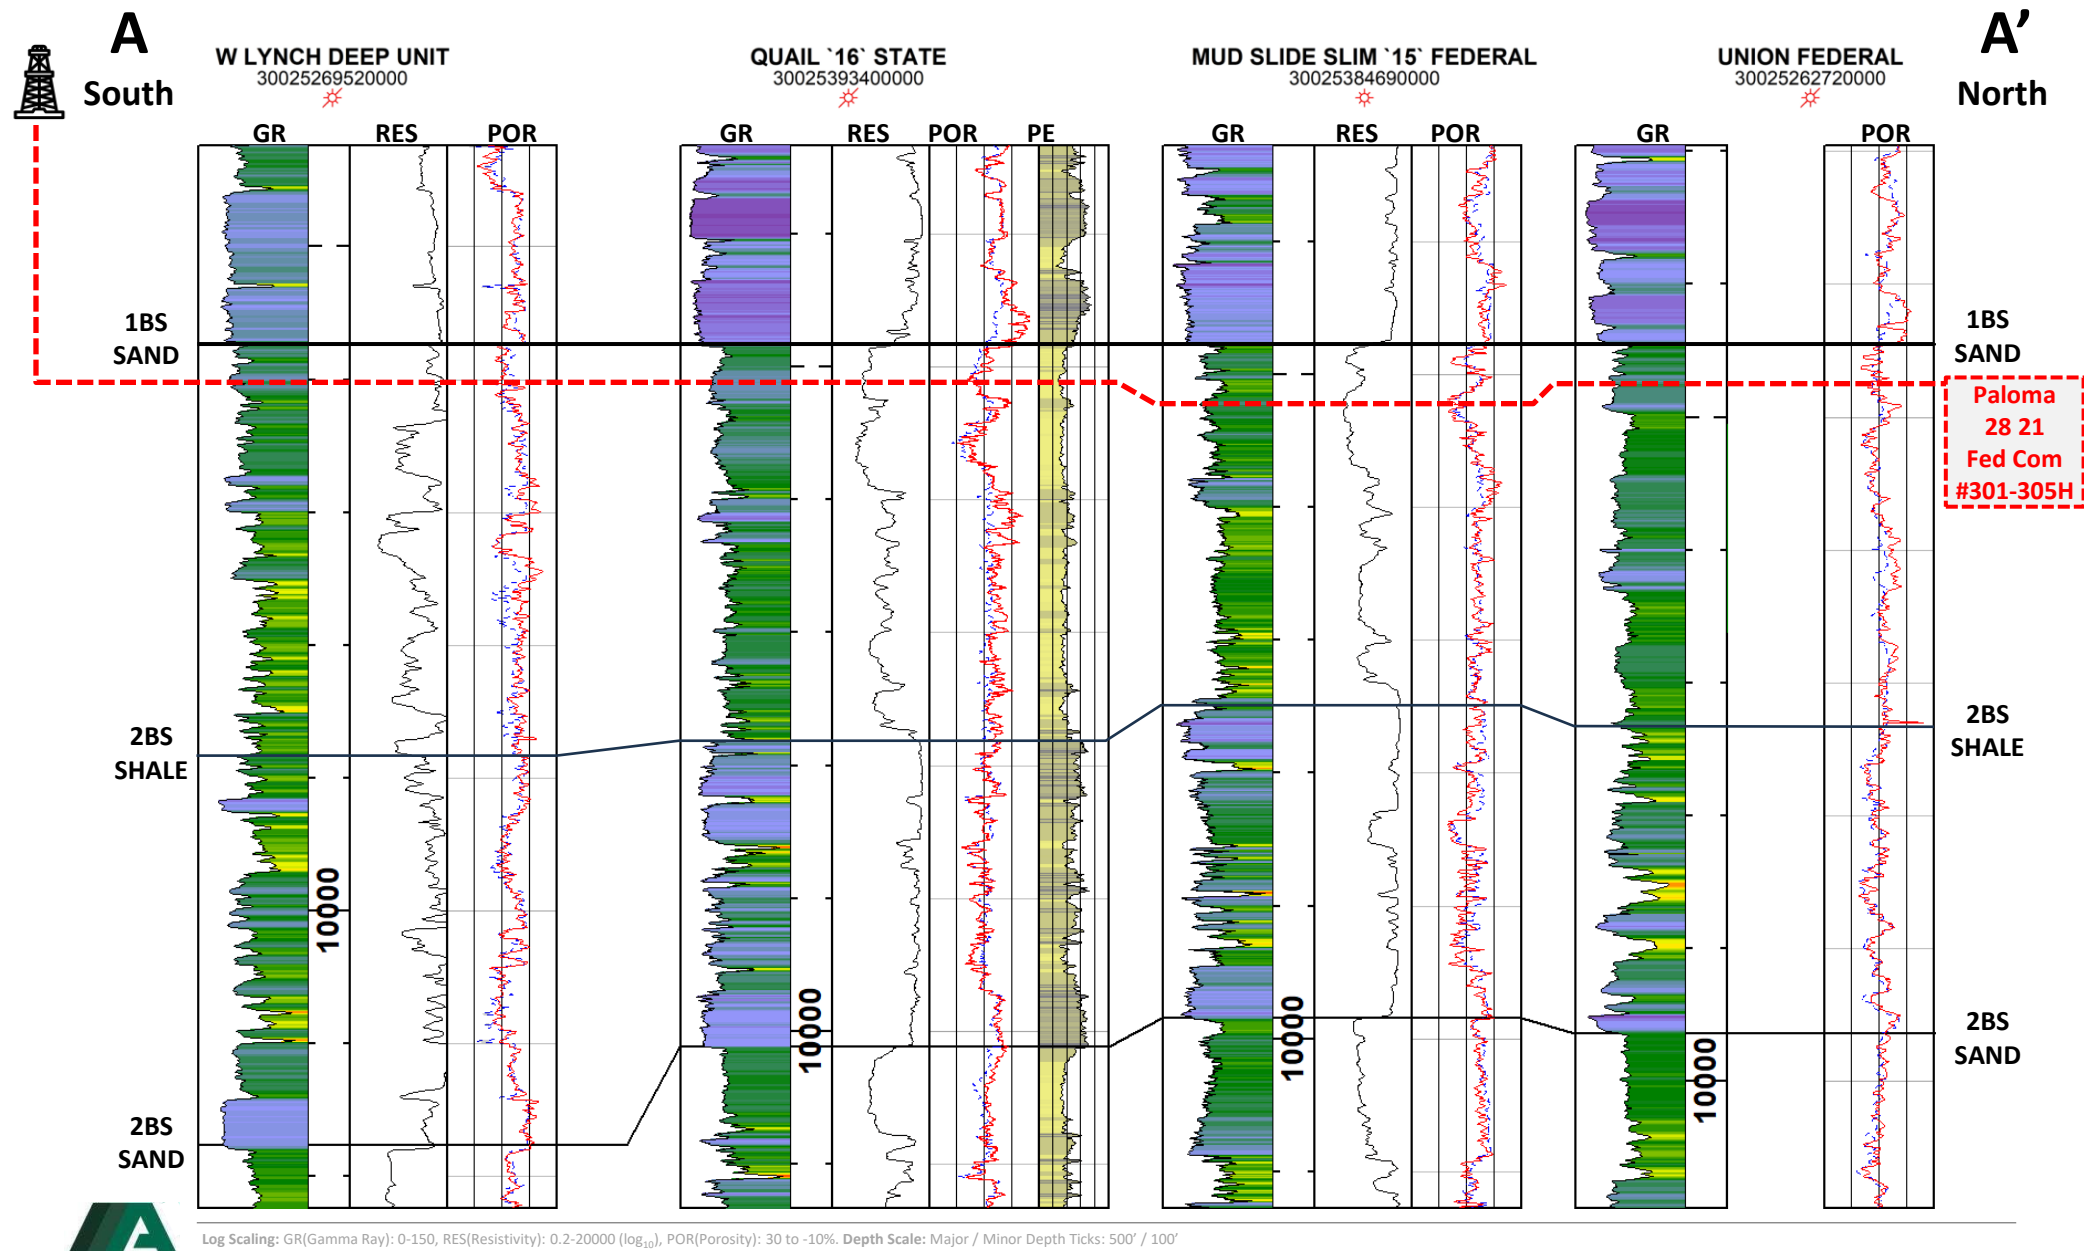 A
South
W LYNCH DEEP UNIT
30025269520000
QUAIL `16` STATE
30025393400000
MUD SLIDE SLIM `15` FEDERAL
30025384690000
UNION FEDERAL
30025262720000
A’
North
GR RES POR
GR RES POR PE
GR RES POR
GR POR
1BS
SAND
1BS
SAND
Paloma
28 21
Fed Com
#301-305H
2BS
SHALE
2BS
SHALE
10000
10000
10000
10000
2BS
SAND
2BS
SAND
Log Scaling: GR(Gamma Ray): 0-150, RES(Resistivity): 0.2-20000 (log10), POR(Porosity): 30 to -10%. Depth Scale: Major / Minor Depth Ticks: 500’ / 100’